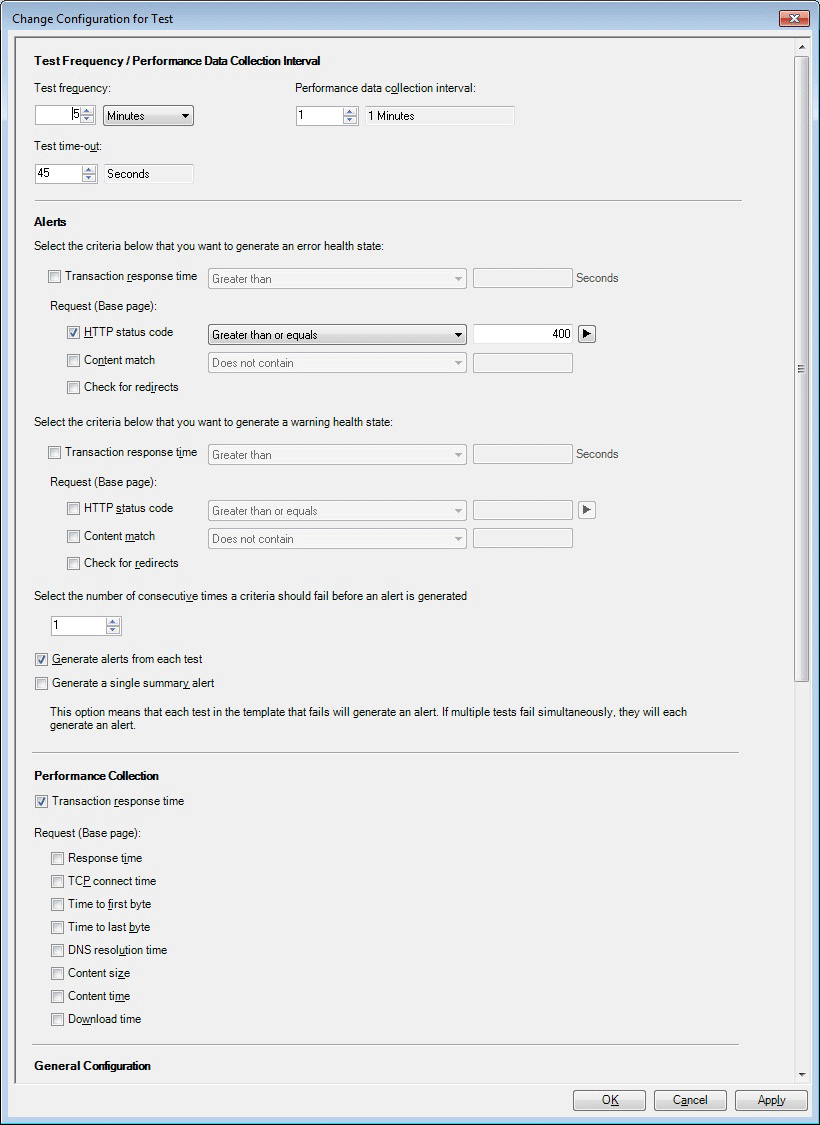 Change Configuration for Test
Test Frequency / Performance Data Collection Interval
Test frequency: Performance data collection interval:
5 Minutes 1 1 Minutes
Test time-out:
45 Seconds
Alerts
Select the criteria below that you want to generate an error health state:
Transaction response time Greater than Seconds
Request (Base page):
HTTP status code Greater than or equals 400
Content match Does not contain
Check for redirects
Select the criteria below that you want to generate a warning health state:
Transaction response time Greater than Seconds
Request (Base page):
HTTP status code Greater than or equals
Content match Does not contain
Check for redirects
Select the number of consecutive times a criteria should fail before an alert is generated
1
Generate alerts from each test
Generate a single summary alert
This option means that each test in the template that fails will generate an alert. If multiple tests fail simultaneously, they will each
generate an alert.
Performance Collection
Transaction response time
Request (Base page):
Response time
TCP connect time
Time to first byte
Time to last byte
DNS resolution time
Content size
Content time
Download time
General Configuration
OK Cancel Apply